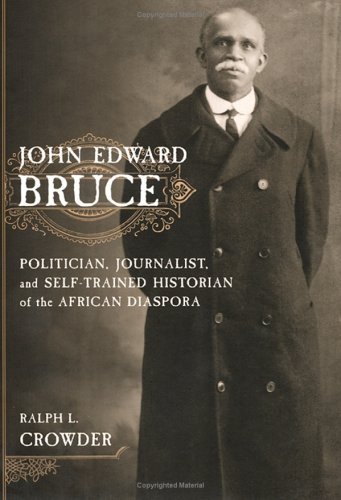 JOHN EDWARD
BRUCE
POLITICIAN, JOURNALIST,
and SELF-TRAINED HISTORIAN
of the AFRICAN DIASPORA
RALPH L.
CROWDER